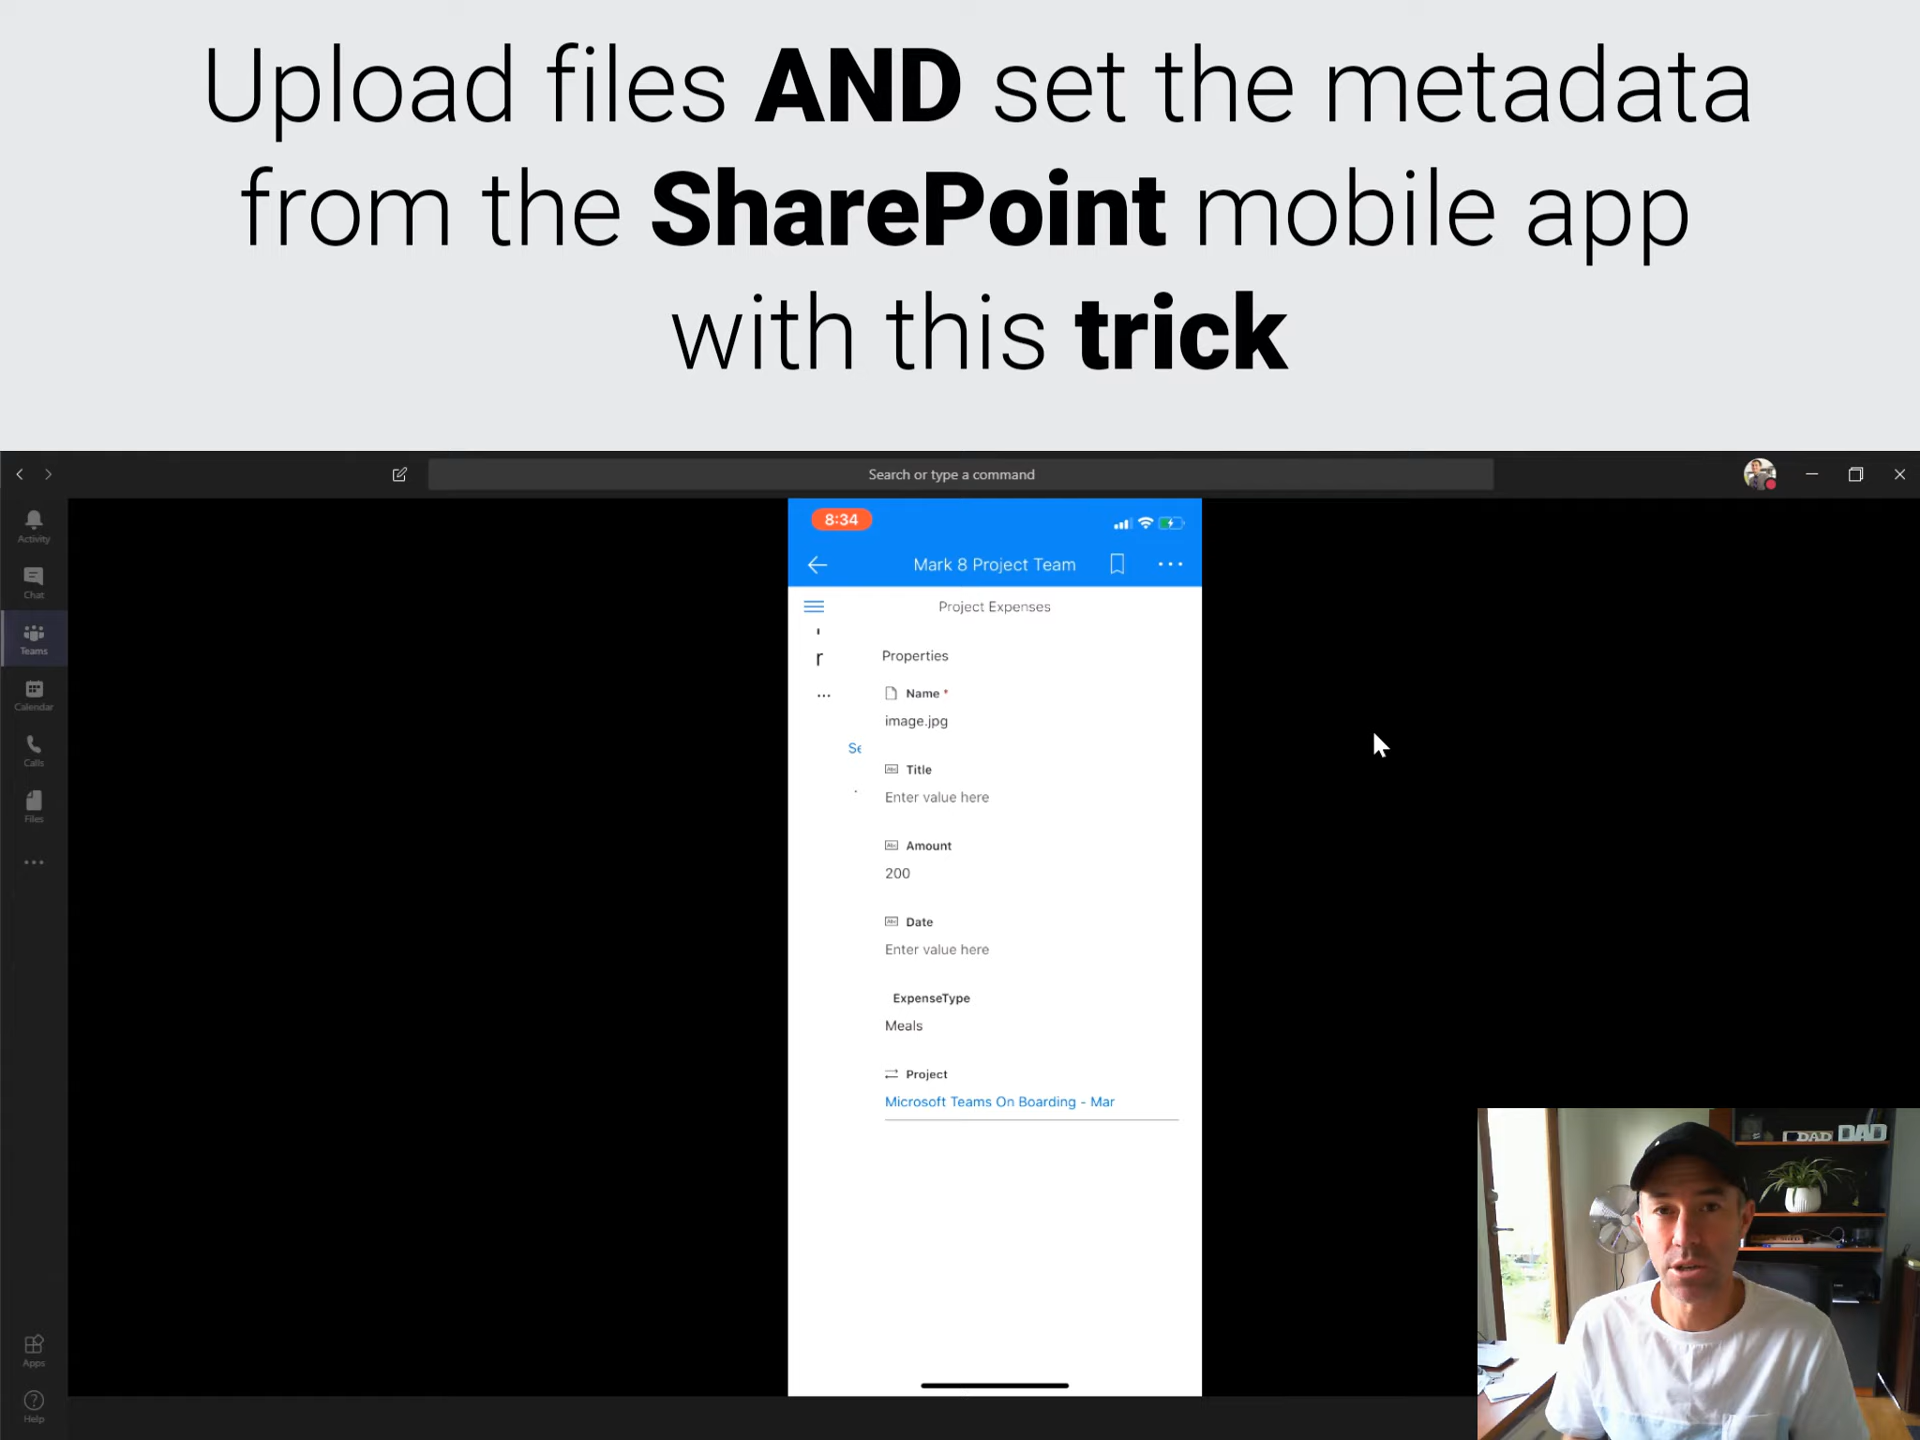 Upload files AND set the metadata
from the SharePoint mobile app
with this trick
Search or type a command
Activity
Chat
Teams
Calendar
Calls
Files
Apps
Help
8:34
Mark 8 Project Team
Project Expenses
r
...
Se
Properties
Name *
image.jpg
Title
Enter value here
Amount
200
Date
Enter value here
ExpenseType
Meals
Project
Microsoft Teams On Boarding - Mar
DAD
DAD